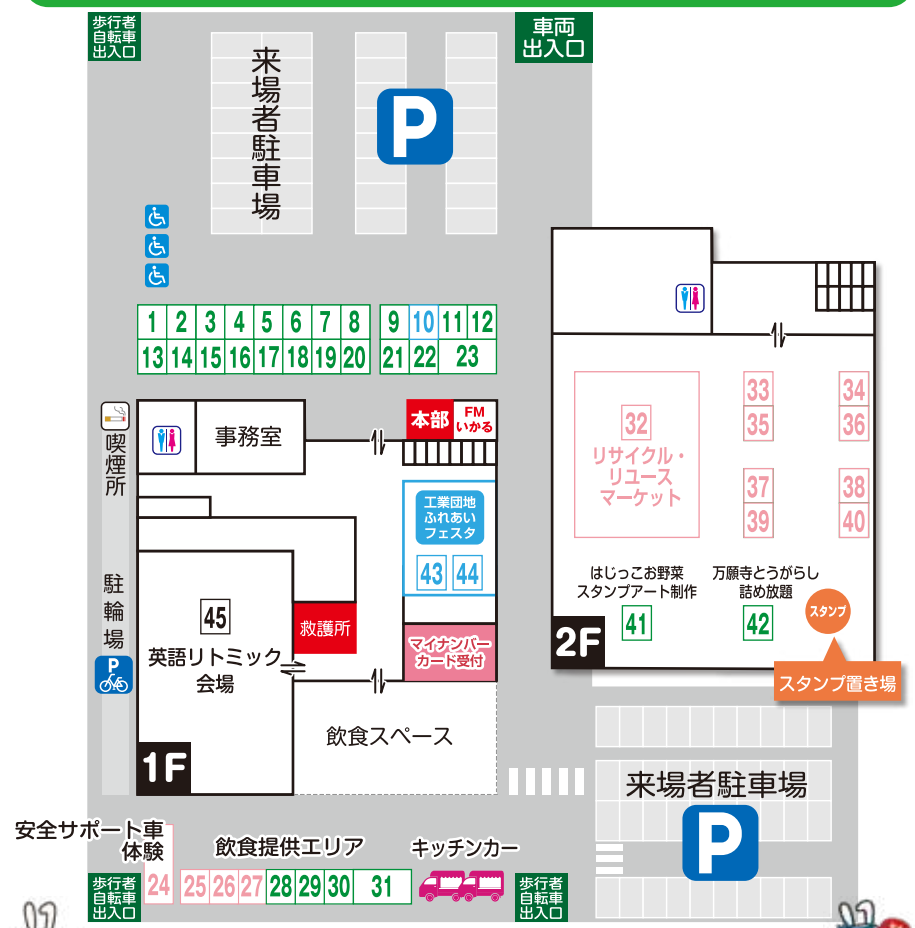 歩行者
自転車
出入口
車両
出入口
来場者駐車場
P
1 2 3 4 5 6 7 8 9 10 11 12
13 14 15 16 17 18 19 20 21 22 23
喫煙所
事務室
本部
FM
いかる
工業団地
ふれあい
フェスタ
43 44
駐輪場
P
45
英語リトミック
会場
救護所
マイナンバー
カード受付
飲食スペース
1F
32
リサイクル・
リユース
マーケット
33 34
35 36
37 38
39 40
はじっこお野菜
スタンプアート制作
41
万願寺とうがらし
詰め放題
42
スタンプ
スタンプ置き場
2F
来場者駐車場
P
安全サポート車
体験
24
飲食提供エリア
25 26 27 28 29 30 31
キッチンカー
歩行者
自転車
出入口
歩行者
自転車
出入口